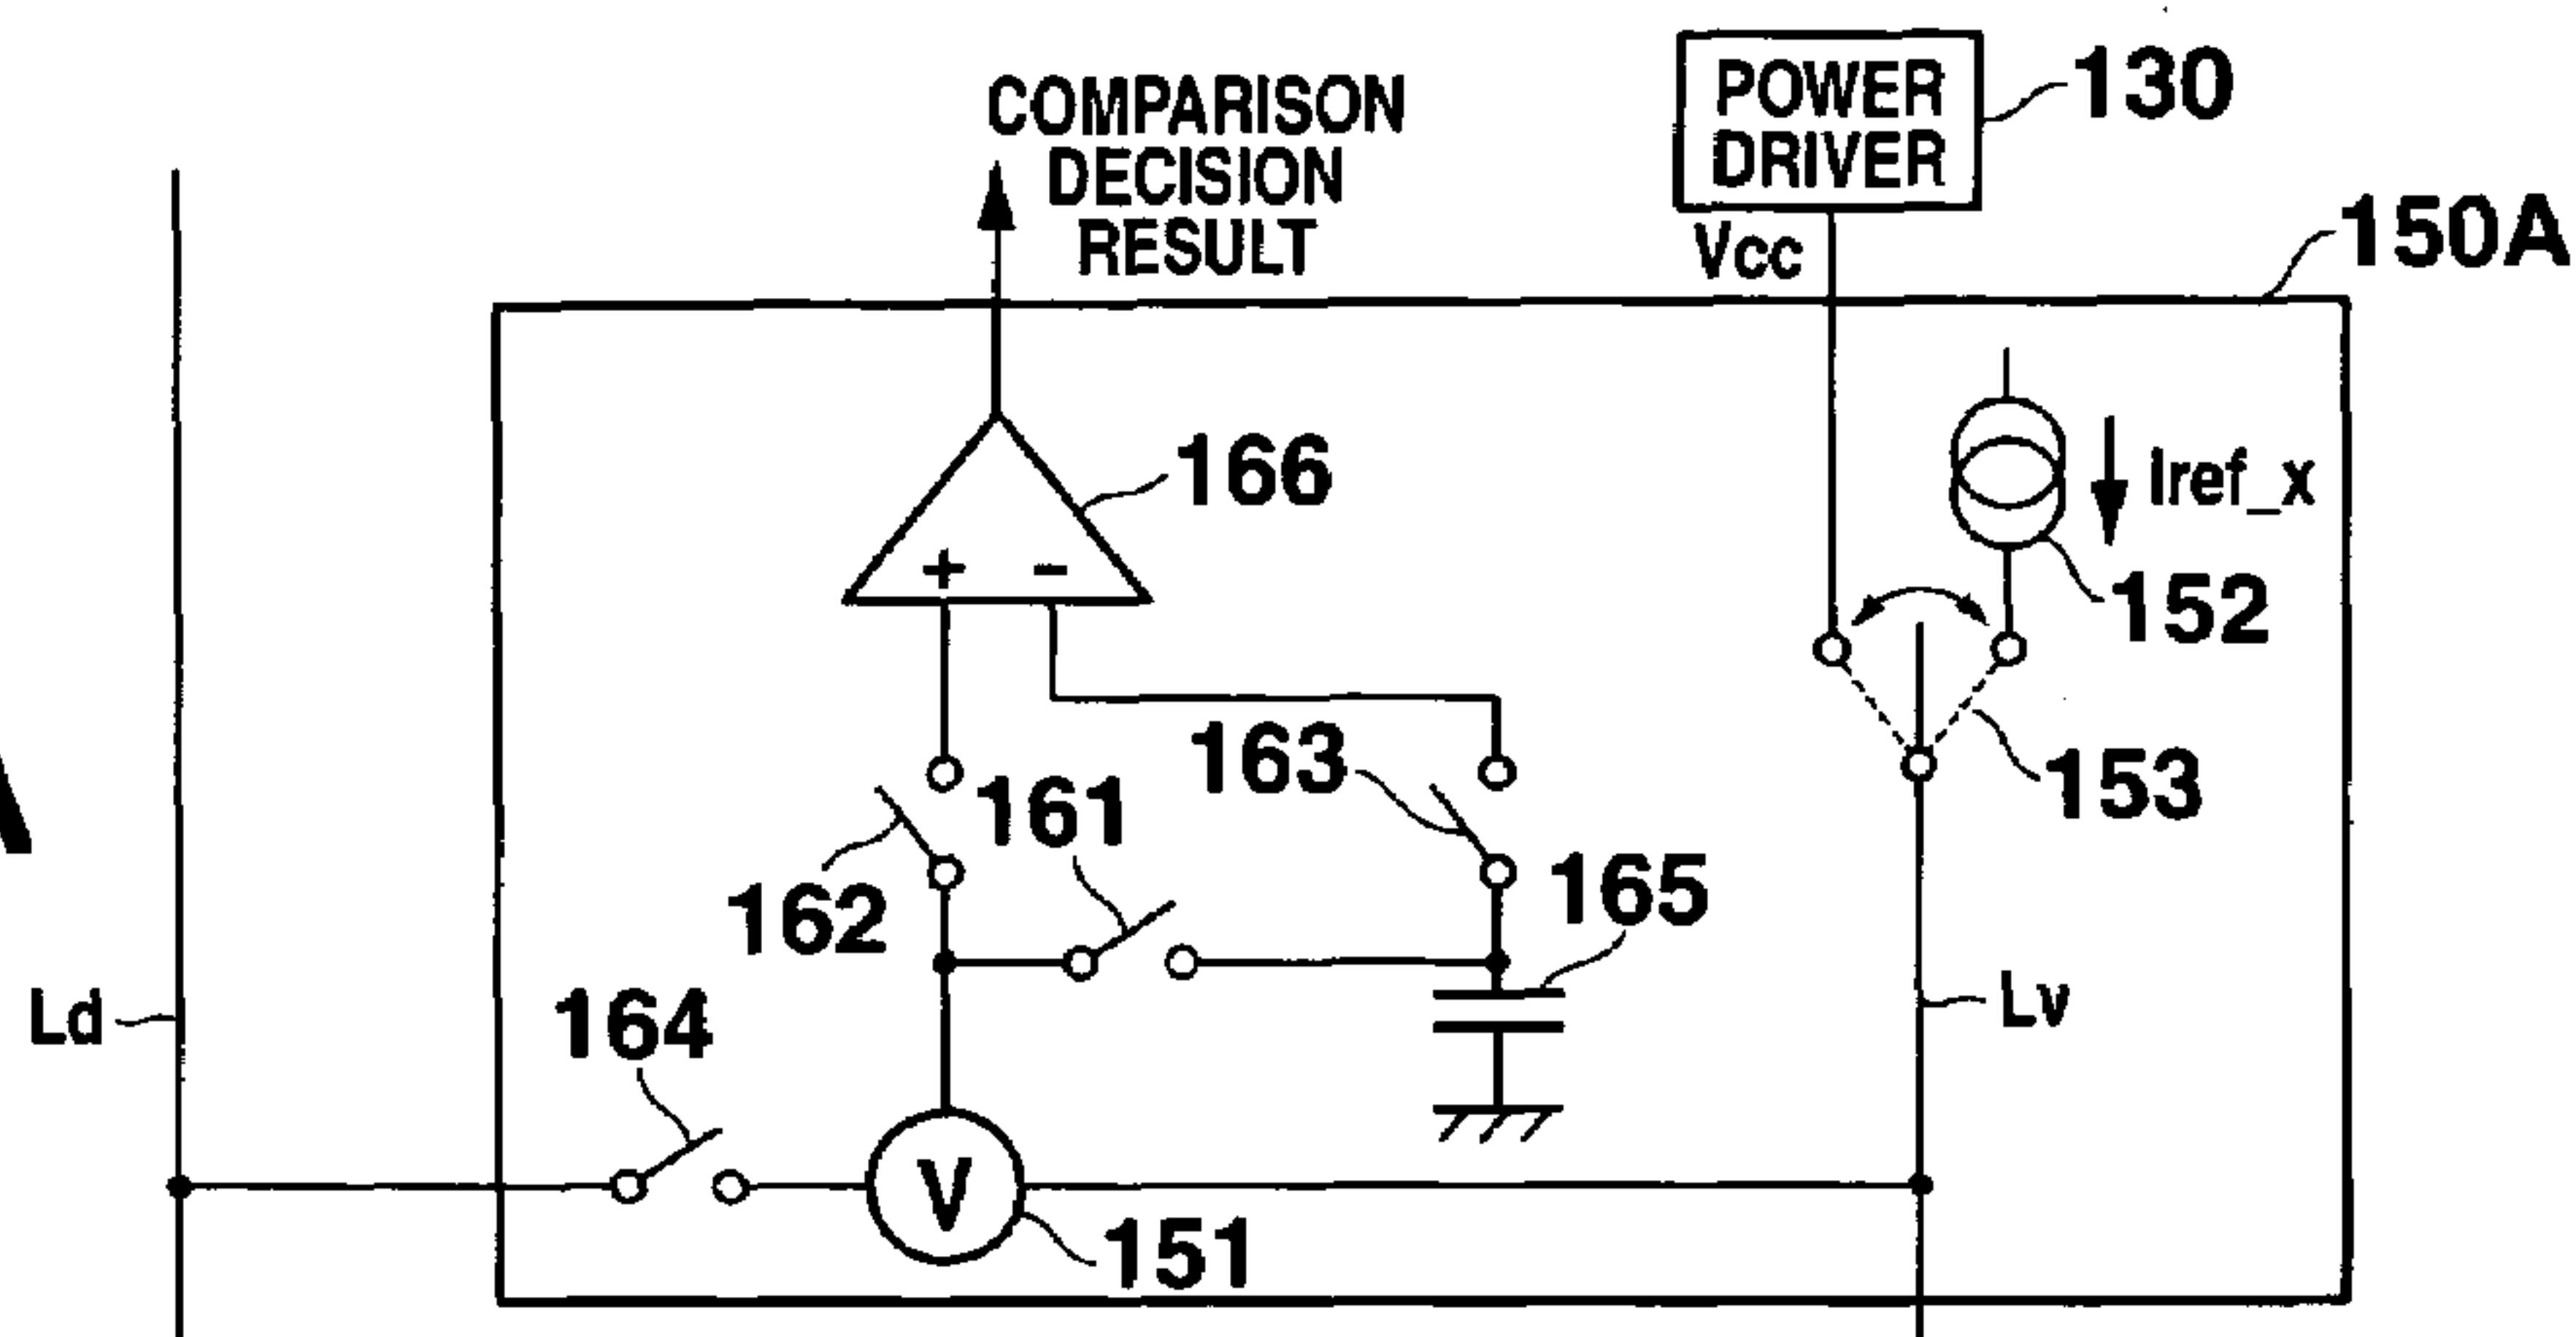 COMPARISON
DECISION
RESULT
POWER
DRIVER
130
Vcc
150A
166
Iref_x
+ -
152
163
161
153
162
165
Ld
164
Lv
V
151